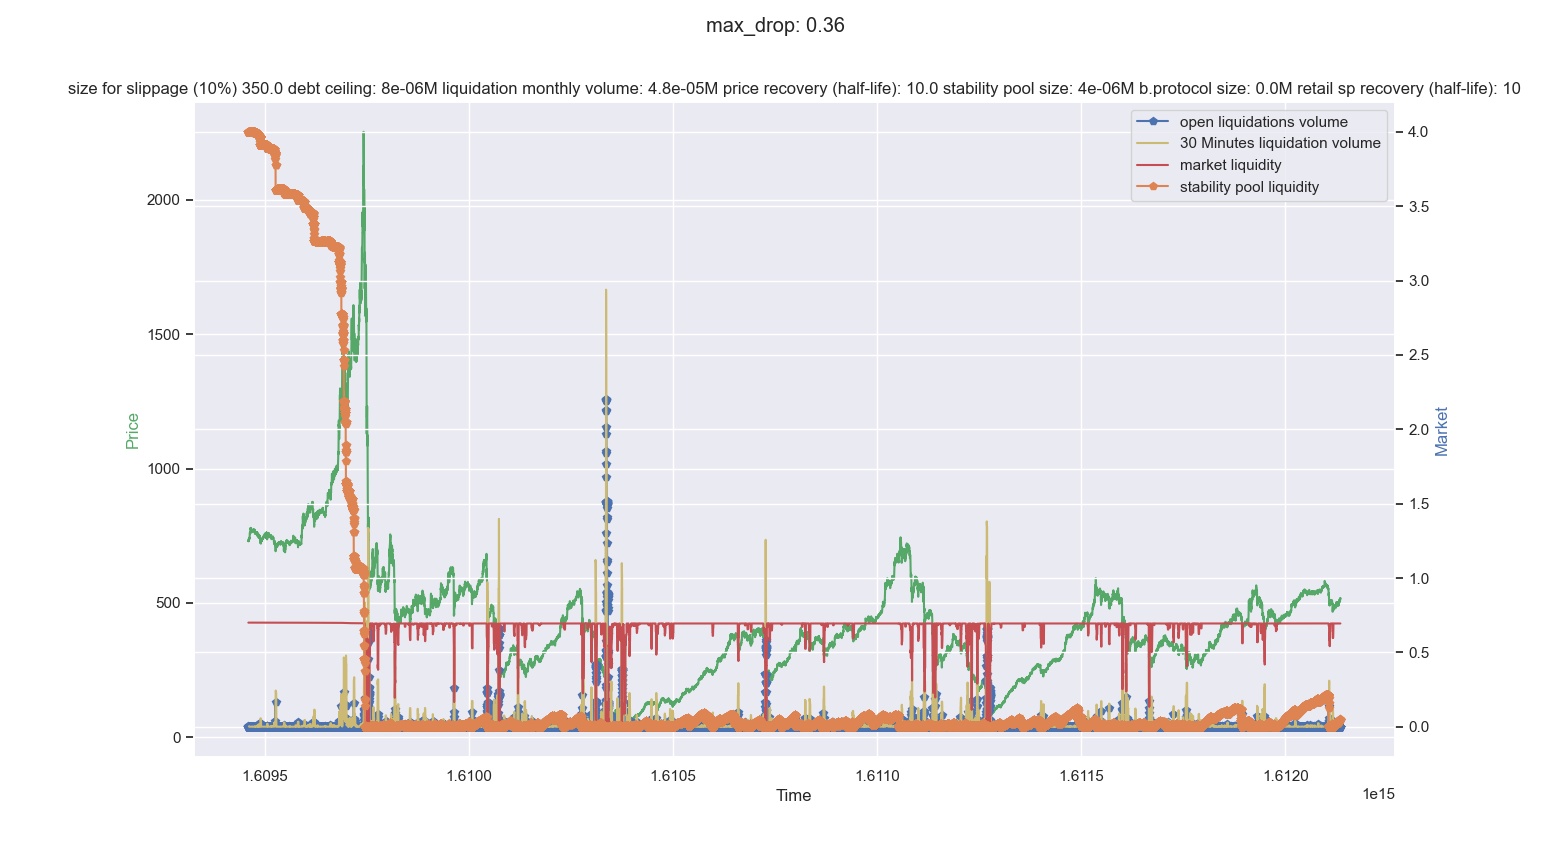 max_drop: 0.36
size for slippage (10%) 350.0 debt ceiling: 8e-06M liquidation monthly volume: 4.8e-05M price recovery (half-life): 10.0 stability pool size: 4e-06M b.protocol size: 0.0M retail sp recovery (half-life): 10
open liquidations volume
30 Minutes liquidation volume
market liquidity
stability pool liquidity
Price
2000
1500
1000
500
0
4.0
3.5
3.0
2.5
2.0
1.5
1.0
0.5
0.0
Market
1.6095 1.6100 1.6105 1.6110 1.6115 1.6120
1e15
Time